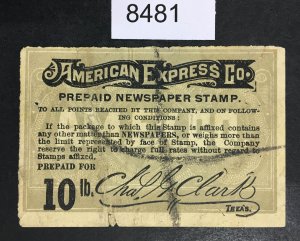 8481
AMERICAN EXPRESS CO.
PREPAID NEWSPAPER STAMP.
TO ALL POINTS REACHED BY THIS COMPANY, AND ON FOLLOW-
ING CONDITIONS:
If the package to which this Stamp is affixed contains
any other matter than NEWSPAPERS, or weighs more than
the limit represented by face of Stamp, the Company
reserve the right to charge full rates without regard to
Stamps affixed.
PREPAID FOR
10 lb. Chas G Clark
TREAS.